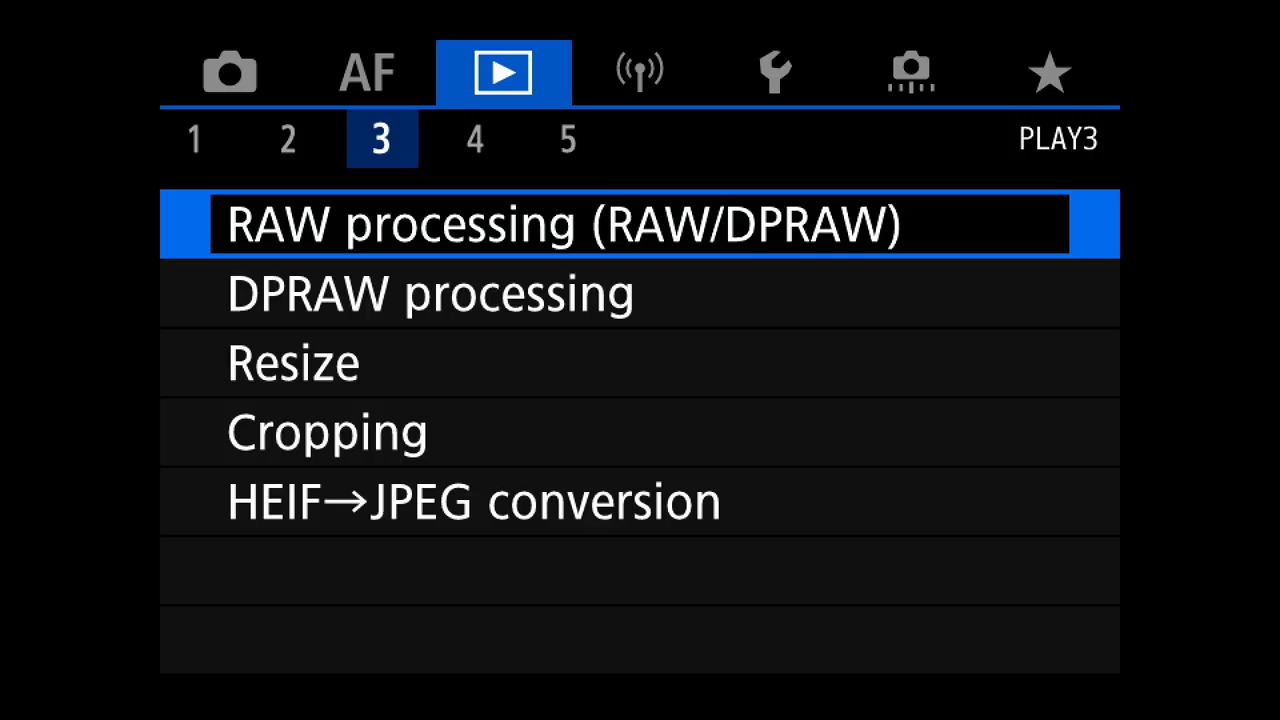 AF
1 2 3 4 5 PLAY3
RAW processing (RAW/DPRAW)
DPRAW processing
Resize
Cropping
HEIF→JPEG conversion